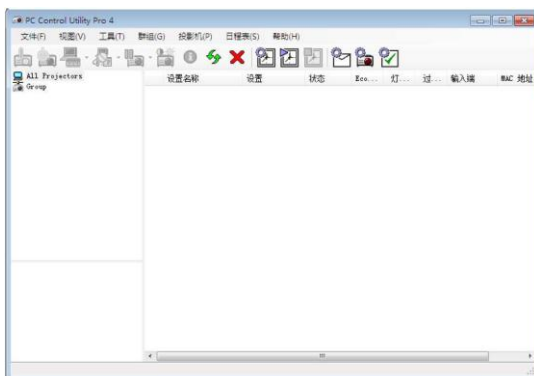 PC Control Utility Pro 4
文件(F) 视图(V) 工具(T) 群组(G) 投影机(P) 日程表(S) 帮助(H)
All Projectors
Group
设置名称 设置 状态 Eco... 灯... 过... 输入端 MAC 地址